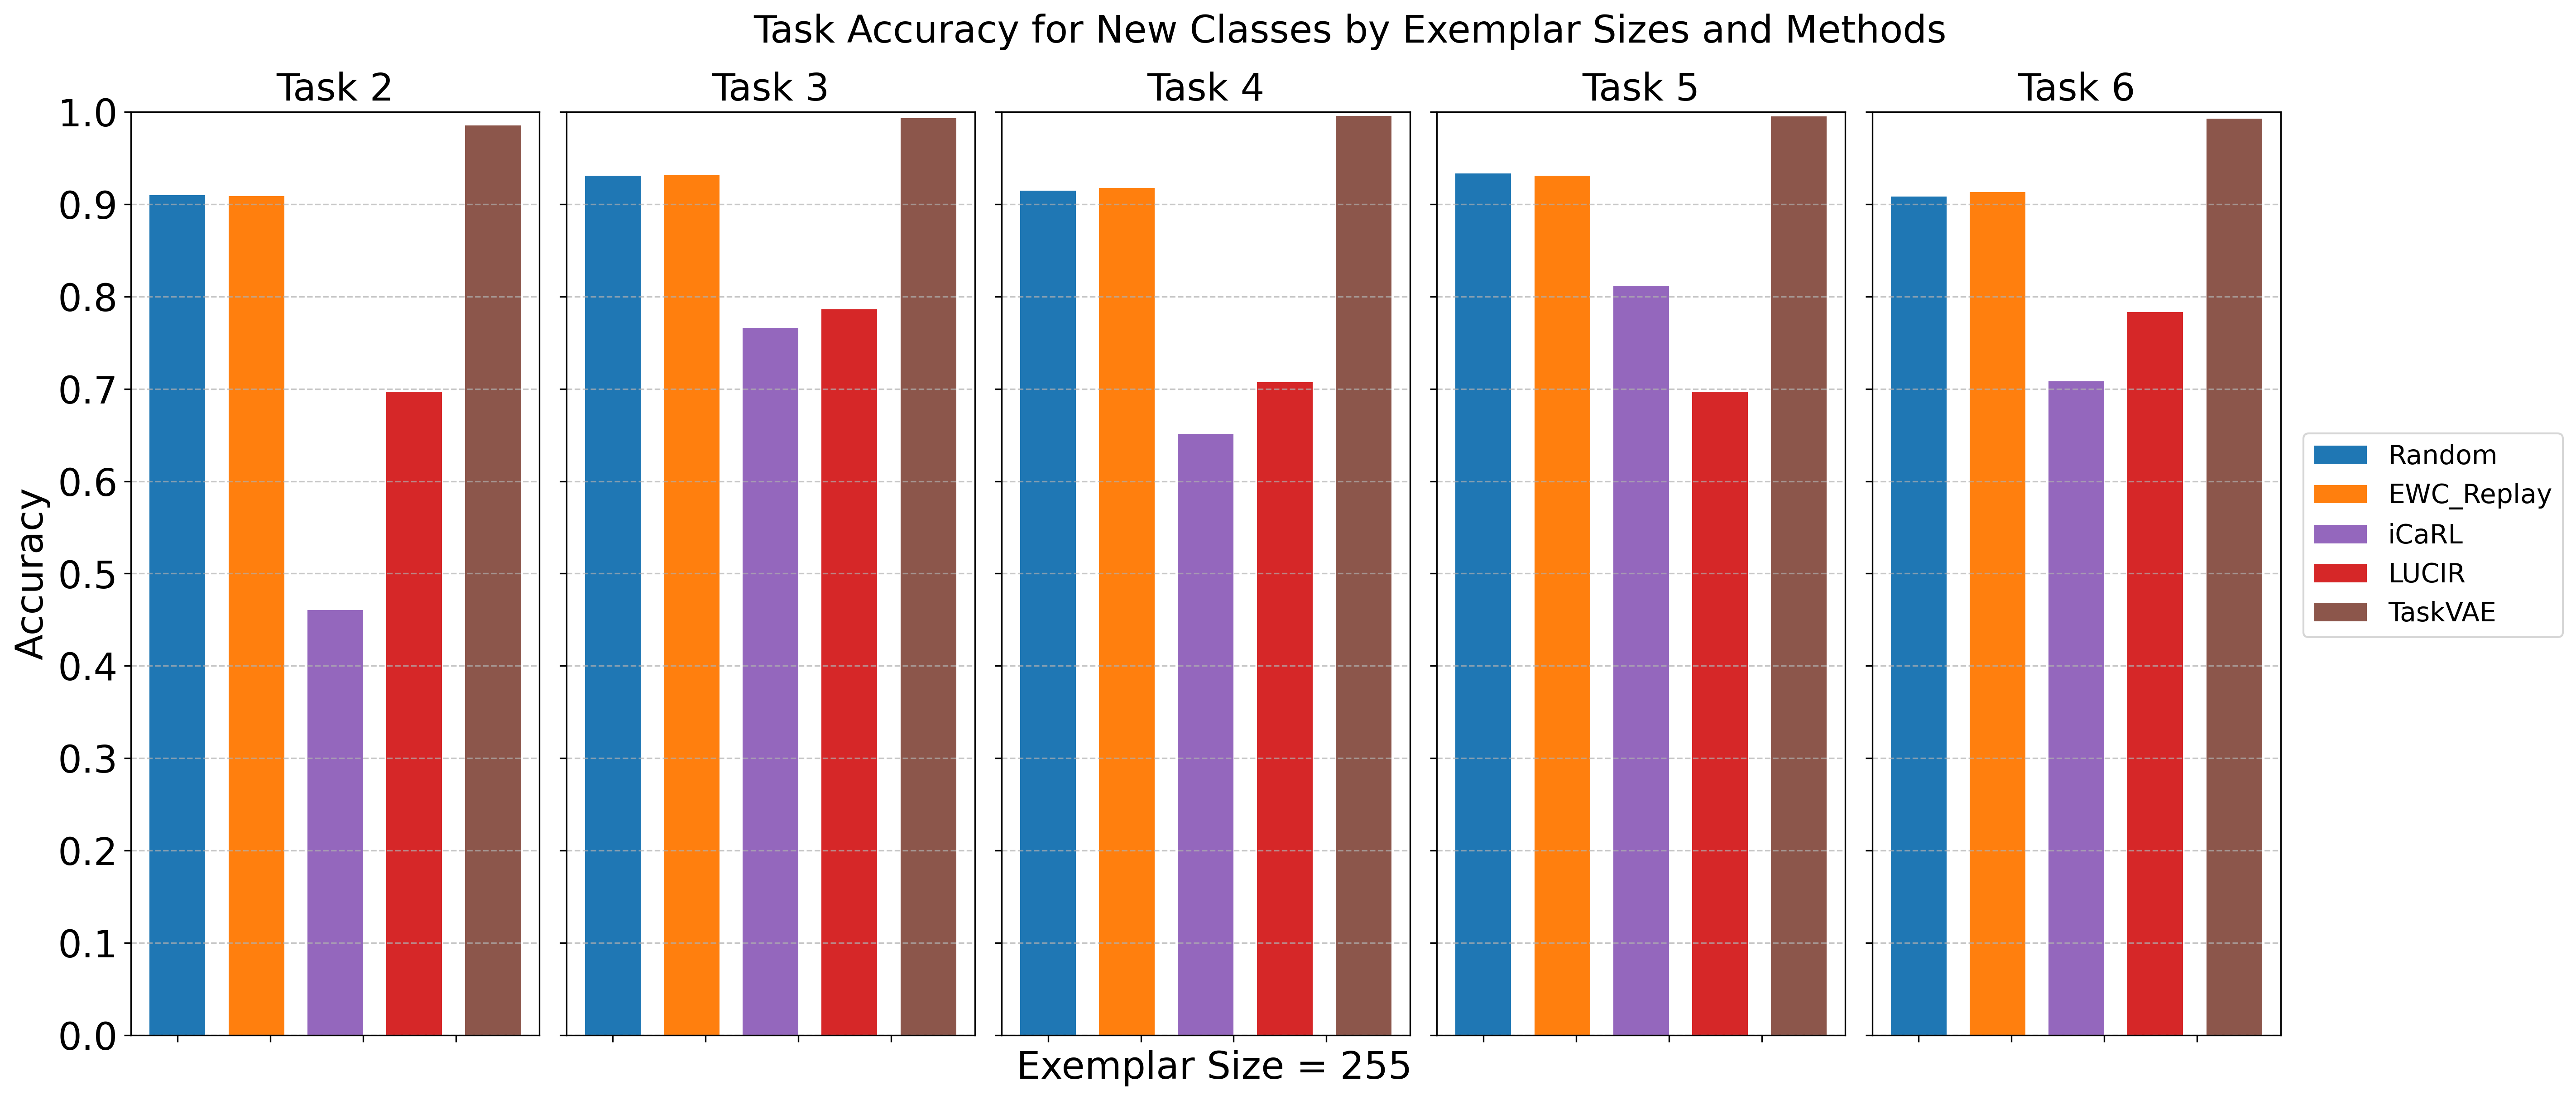 Task Accuracy for New Classes by Exemplar Sizes and Methods
Task 2
Task 3
Task 4
Task 5
Task 6
Accuracy
1.0
0.9
0.8
0.7
0.6
0.5
0.4
0.3
0.2
0.1
0.0
Exemplar Size = 255
Random
EWC_Replay
iCaRL
LUCIR
TaskVAE